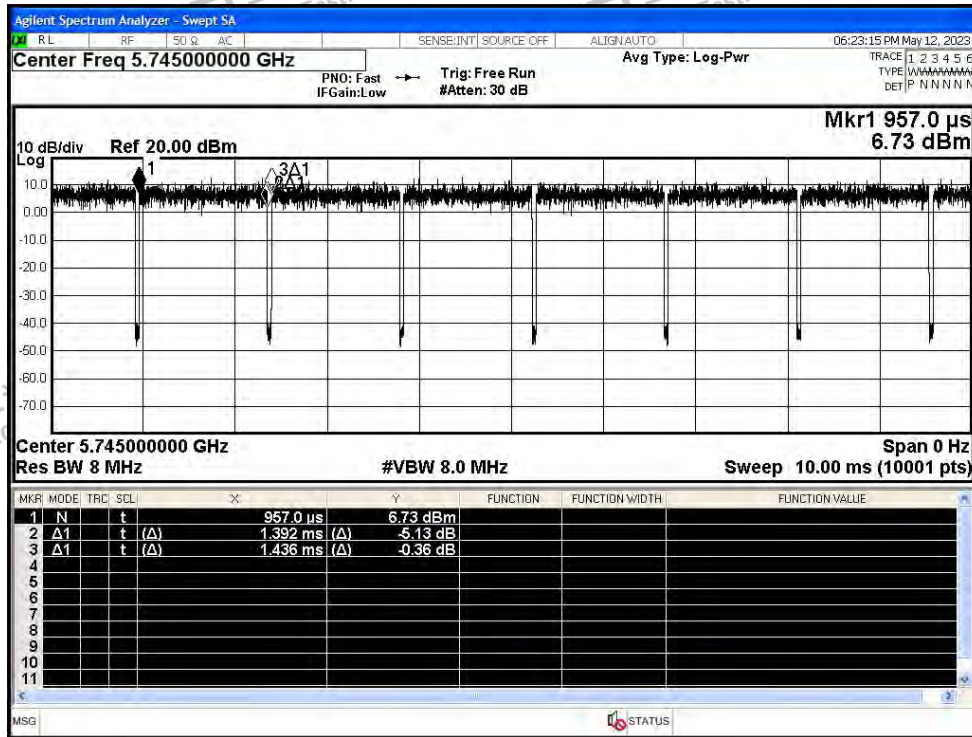 Agilent Spectrum Analyzer - Swept SA
LXI RL RF 50 Ω AC SENSE:INT SOURCE OFF ALIGN AUTO 06:23:15 PM May 12, 2023
Center Freq 5.745000000 GHz
PNO: Fast
IFGain:Low
Trig: Free Run
#Atten: 30 dB
Avg Type: Log-Pwr
TRACE 1 2 3 4 5 6
TYPE WWWWWW
DET P N N N N N
Mkr1 957.0 µs
6.73 dBm
10 dB/div Ref 20.00 dBm
Log
1
3Δ1
10.0
0.00
-10.0
-20.0
-30.0
-40.0
-50.0
-60.0
-70.0
Center 5.745000000 GHz Span 0 Hz
Res BW 8 MHz #VBW 8.0 MHz Sweep 10.00 ms (10001 pts)
MKR MODE TRC SCL X Y FUNCTION FUNCTION WIDTH FUNCTION VALUE
1 N t 957.0 µs 6.73 dBm
2 Δ1 t (Δ) 1.392 ms (Δ) -5.13 dB
3 Δ1 t (Δ) 1.436 ms (Δ) -0.36 dB
4
5
6
7
8
9
10
11
MSG STATUS